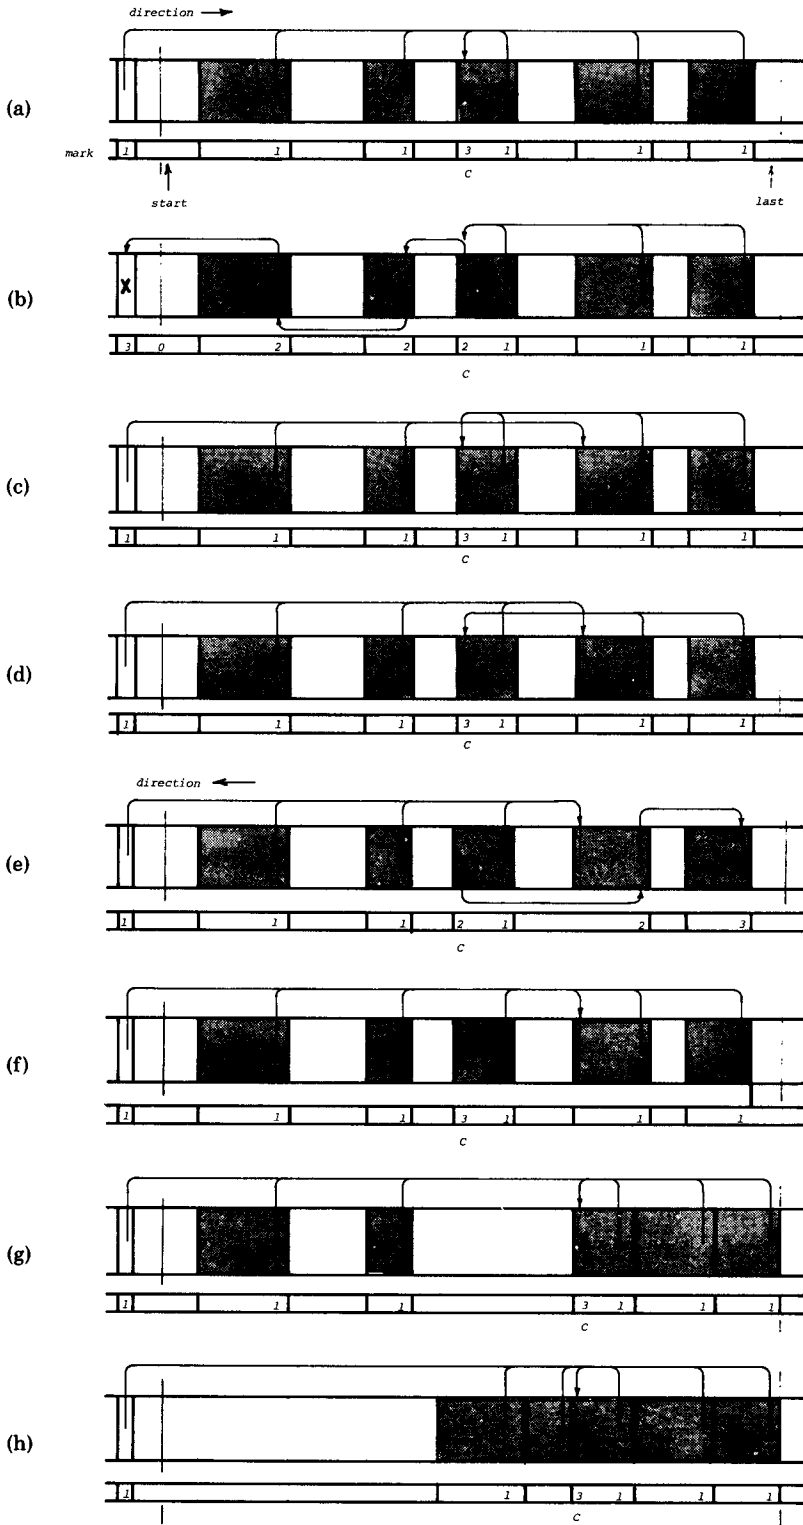 direction
(a)
mark 1 1 1 3 1 1 1
C
start last
(b)
X
3 0 2 2 2 1 1 1
C
(c)
1 1 1 3 1 1 1
C
(d)
1 1 1 3 1 1 1
C
direction
(e)
1 1 1 2 1 2 3
C
(f)
1 1 1 3 1 1 1
C
(g)
1 1 1 3 1 1 1
C
(h)
1 1 3 1 1 1
C